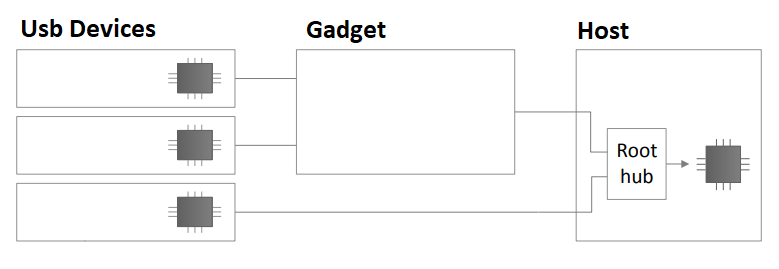 Usb Devices
Gadget
Host
Root
hub